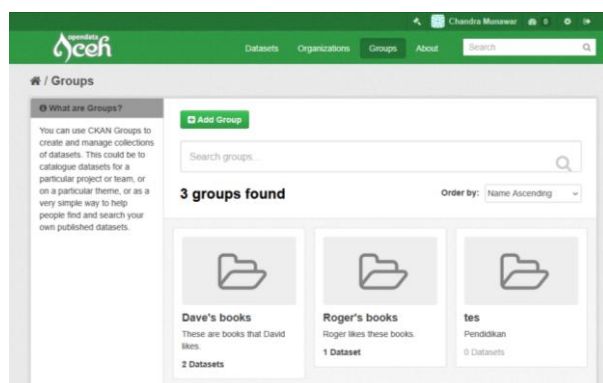 Chandra Munawar 0
opendata
Aceh
Datasets Organizations Groups About Search
/ Groups
What are Groups?
You can use CKAN Groups to
create and manage collections
of datasets. This could be to
catalogue datasets for a
particular project or team, or
on a particular theme, or as a
very simple way to help
people find and search your
own published datasets.
Add Group
Search groups...
3 groups found
Order by: Name Ascending
Dave's books
These are books that David
likes.
2 Datasets
Roger's books
Roger likes these books.
1 Dataset
tes
Pendidikan
0 Datasets